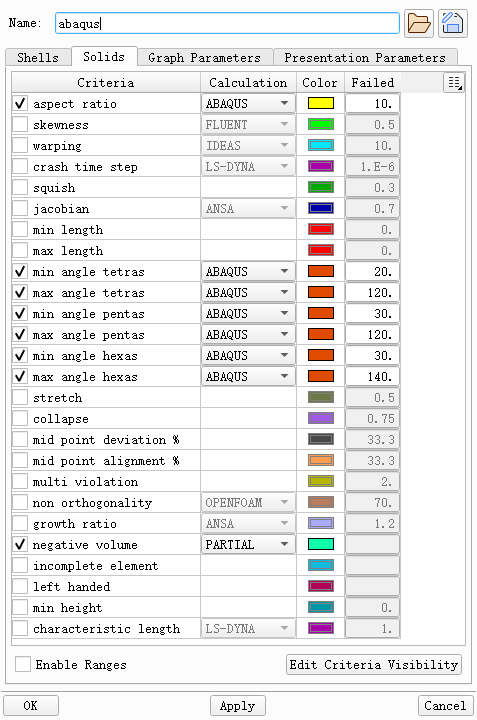 Name: abaqus
Shells Solids Graph Parameters Presentation Parameters
Criteria Calculation Color Failed
aspect ratio ABAQUS 10.
skewness FLUENT 0.5
warping IDEAS 10.
crash time step LS-DYNA 1.E-6
squish 0.3
jacobian ANSA 0.7
min length 0.
max length 0.
min angle tetras ABAQUS 20.
max angle tetras ABAQUS 120.
min angle pentas ABAQUS 30.
max angle pentas ABAQUS 120.
min angle hexas ABAQUS 30.
max angle hexas ABAQUS 140.
stretch 0.5
collapse 0.75
mid point deviation % 33.3
mid point alignment % 33.3
multi violation 2.
non orthogonality OPENFOAM 70.
growth ratio ANSA 1.2
negative volume PARTIAL
incomplete element
left handed
min height 0.
characteristic length LS-DYNA 1.
Enable Ranges Edit Criteria Visibility
OK Apply Cancel